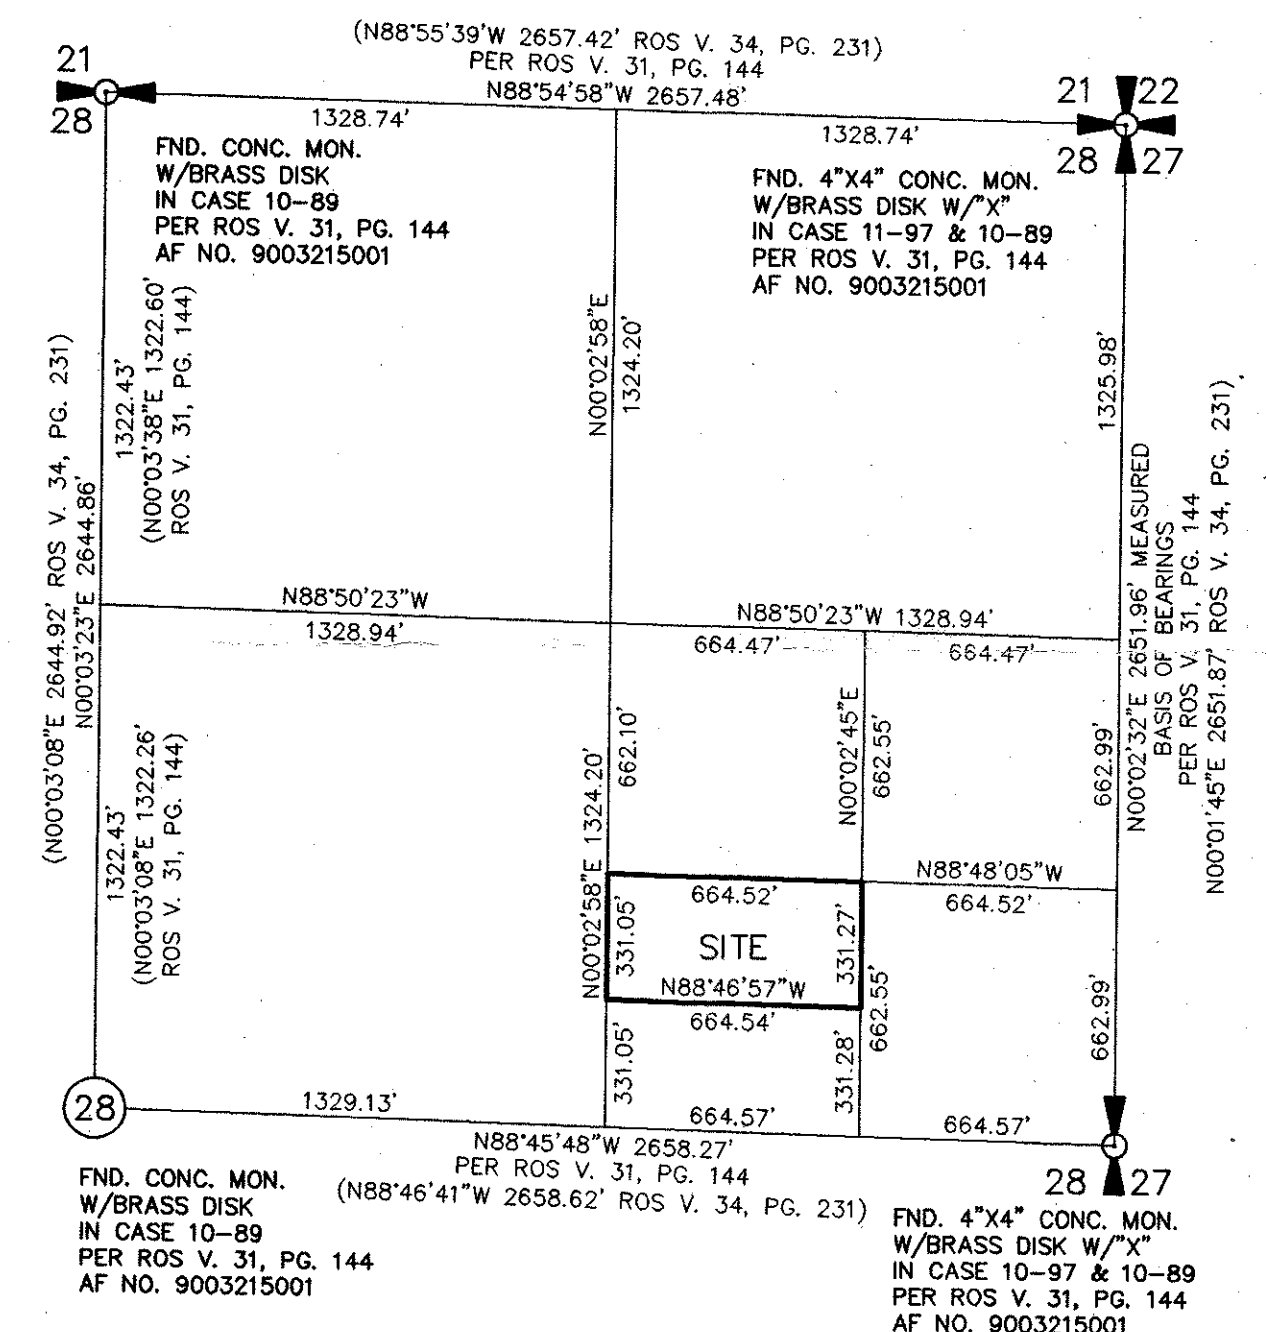 (N88°55'39'W 2657.42' ROS V. 34, PG. 231)
PER ROS V. 31, PG. 144
N88°54'58"W 2657.48'
21
28
1328.74'
1328.74'
21 22
28 27
FND. CONC. MON.
W/BRASS DISK
IN CASE 10-89
PER ROS V. 31, PG. 144
AF NO. 9003215001
FND. 4"X4" CONC. MON.
W/BRASS DISK W/"X"
IN CASE 11-97 & 10-89
PER ROS V. 31, PG. 144
AF NO. 9003215001
(N00°03'08"E 2644.92' ROS V. 34, PG. 231)
N00°03'23"E 2644.86'
1322.43'
(N00°03'38"E 1322.60'
ROS V. 31, PG. 144)
N00°02'58"E
1324.20'
1325.98'
N00°02'32"E 2651.96' MEASURED
BASIS OF BEARINGS
PER ROS V. 31, PG. 144
N00°01'45"E 2651.87' ROS V. 34, PG. 231)
N88°50'23"W
1328.94'
N88°50'23"W 1328.94'
664.47'
664.47'
1322.43'
(N00°03'08"E 1322.26'
ROS V. 31, PG. 144)
N00°02'58"E 1324.20'
662.10'
N00°02'45"E
662.55'
662.99'
N88°48'05"W
664.52'
664.52'
331.05'
SITE
331.27'
N88°46'57"W
664.54'
662.55'
662.99'
331.05'
331.28'
28
1329.13'
664.57'
664.57'
N88°45'48"W 2658.27'
PER ROS V. 31, PG. 144
(N88°46'41"W 2658.62' ROS V. 34, PG. 231)
28 27
FND. CONC. MON.
W/BRASS DISK
IN CASE 10-89
PER ROS V. 31, PG. 144
AF NO. 9003215001
FND. 4"X4" CONC. MON.
W/BRASS DISK W/"X"
IN CASE 10-97 & 10-89
PER ROS V. 31, PG. 144
AF NO. 9003215001